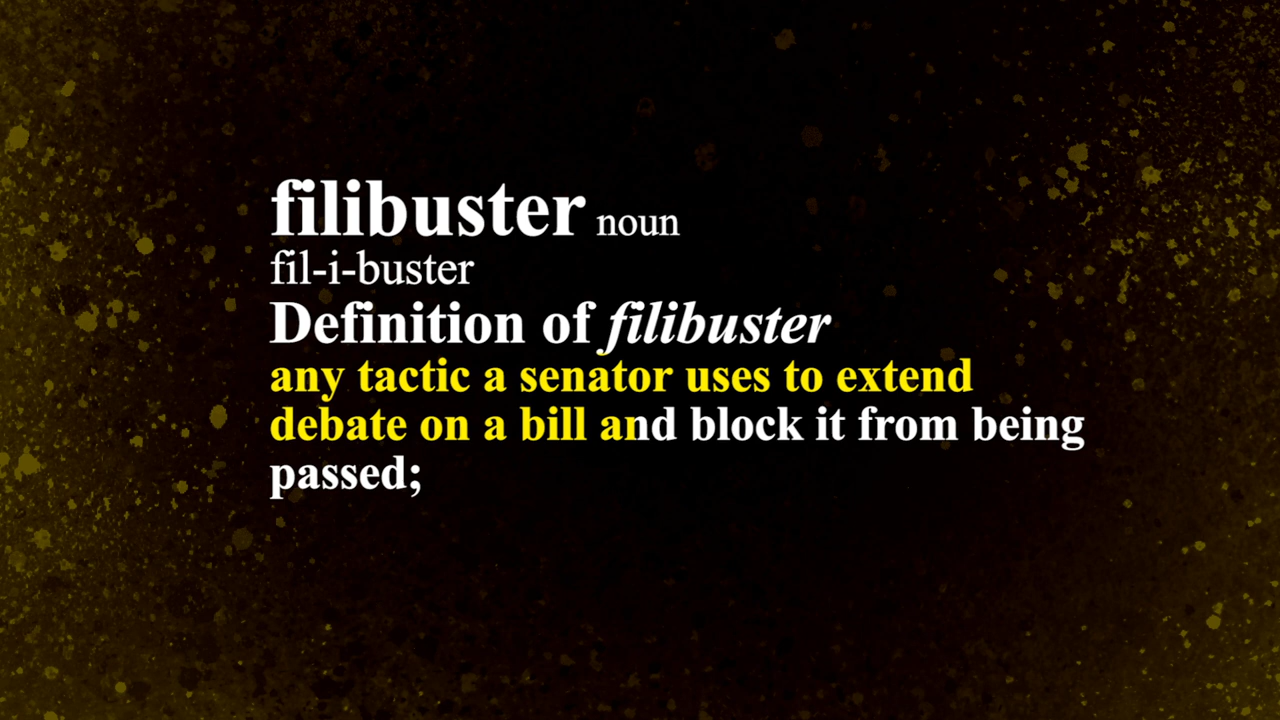 filibuster noun
fil-i-buster
Definition of filibuster
any tactic a senator uses to extend
debate on a bill and block it from being
passed;